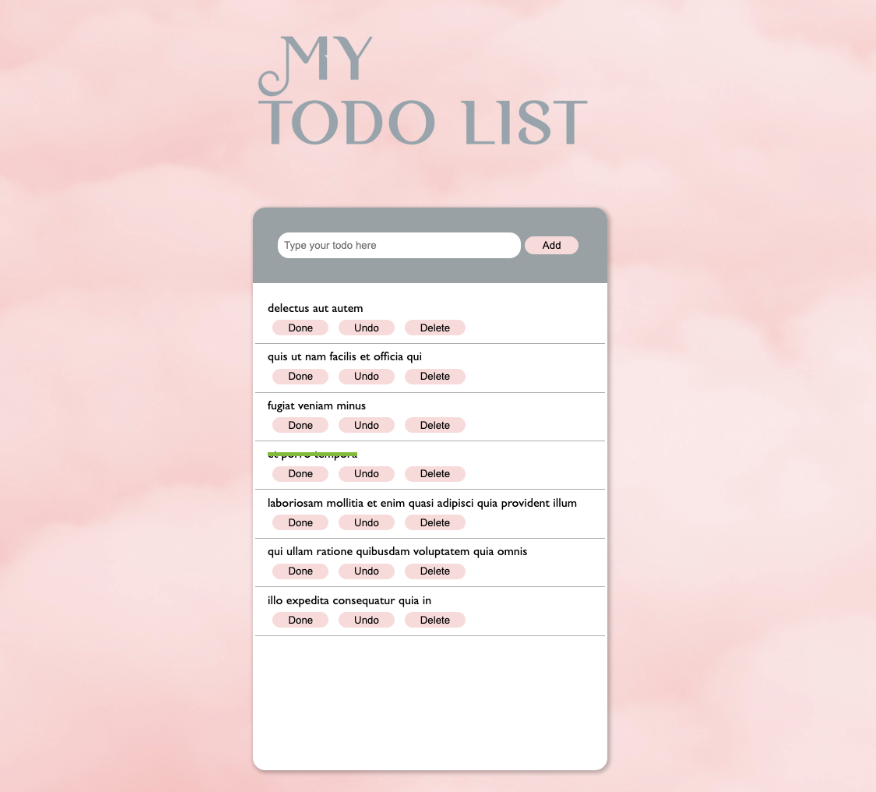 MY
TODO LIST
Type your todo here Add
delectus aut autem
Done Undo Delete
quis ut nam facilis et officia qui
Done Undo Delete
fugiat veniam minus
Done Undo Delete
et porro tempora
Done Undo Delete
laboriosam mollitia et enim quasi adipisci quia provident illum
Done Undo Delete
qui ullam ratione quibusdam voluptatem quia omnis
Done Undo Delete
illo expedita consequatur quia in
Done Undo Delete